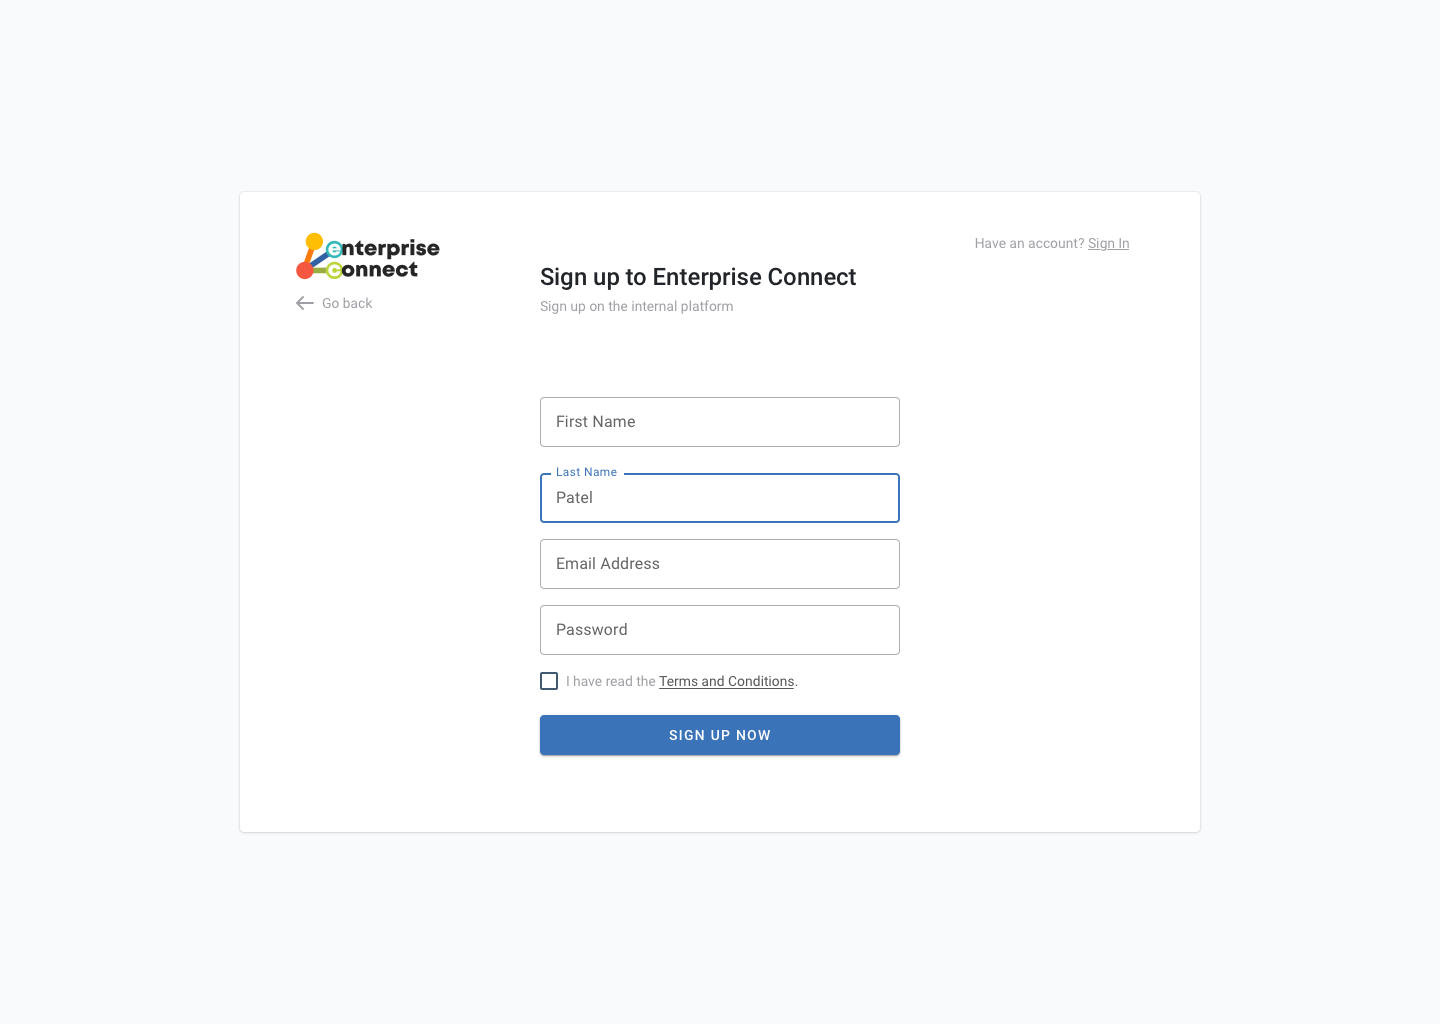 enterprise
connect
Go back
Have an account? Sign In
Sign up to Enterprise Connect
Sign up on the internal platform
First Name
Last Name
Patel
Email Address
Password
I have read the Terms and Conditions.
SIGN UP NOW